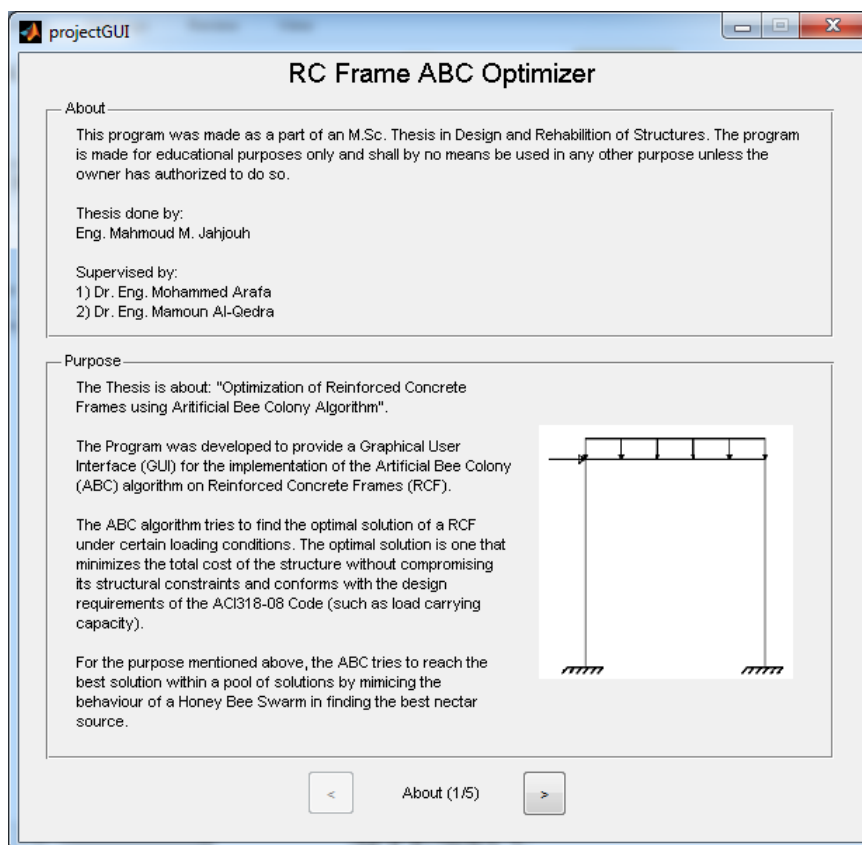 projectGUI
RC Frame ABC Optimizer
About
This program was made as a part of an M.Sc. Thesis in Design and Rehabilition of Structures. The program
is made for educational purposes only and shall by no means be used in any other purpose unless the
owner has authorized to do so.
Thesis done by:
Eng. Mahmoud M. Jahjouh
Supervised by:
1) Dr. Eng. Mohammed Arafa
2) Dr. Eng. Mamoun Al-Qedra
Purpose
The Thesis is about: "Optimization of Reinforced Concrete
Frames using Aritificial Bee Colony Algorithm".
The Program was developed to provide a Graphical User
Interface (GUI) for the implementation of the Artificial Bee Colony
(ABC) algorithm on Reinforced Concrete Frames (RCF).
The ABC algorithm tries to find the optimal solution of a RCF
under certain loading conditions. The optimal solution is one that
minimizes the total cost of the structure without compromising
its structural constraints and conforms with the design
requirements of the ACI318-08 Code (such as load carrying
capacity).
For the purpose mentioned above, the ABC tries to reach the
best solution within a pool of solutions by mimicing the
behaviour of a Honey Bee Swarm in finding the best nectar
source.
< About (1/5) >